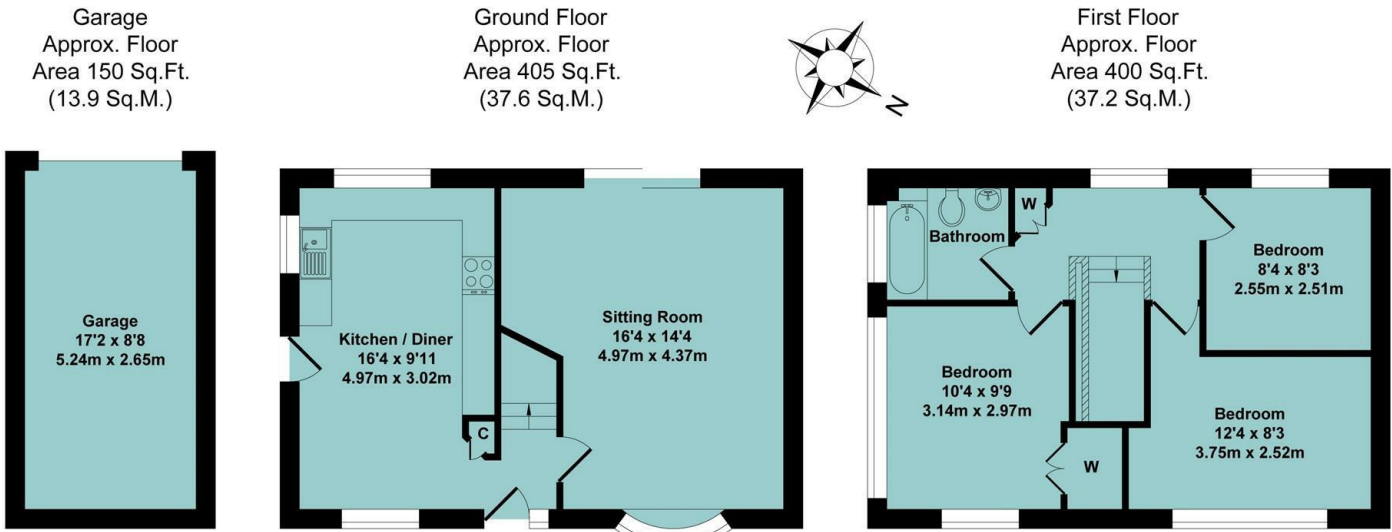 Garage
Approx. Floor
Area 150 Sq.Ft.
(13.9 Sq.M.)
Ground Floor
Approx. Floor
Area 405 Sq.Ft.
(37.6 Sq.M.)
N
First Floor
Approx. Floor
Area 400 Sq.Ft.
(37.2 Sq.M.)
Garage
17'2 x 8'8
5.24m x 2.65m
Kitchen / Diner
16'4 x 9'11
4.97m x 3.02m
C
Sitting Room
16'4 x 14'4
4.97m x 4.37m
Bathroom
W
Bedroom
8'4 x 8'3
2.55m x 2.51m
Bedroom
10'4 x 9'9
3.14m x 2.97m
W
Bedroom
12'4 x 8'3
3.75m x 2.52m